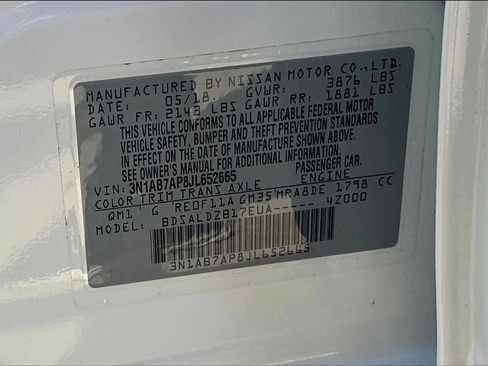 MANUFACTURED BY NISSAN MOTOR CO.,LTD.
DATE: 05/18 GVWR: 3876 LBS
GAWR FR: 2143 LBS GAWR RR: 1881 LBS
THIS VEHICLE CONFORMS TO ALL APPLICABLE FEDERAL MOTOR
VEHICLE SAFETY, BUMPER AND THEFT PREVENTION STANDARDS
IN EFFECT ON THE DATE OF MANUFACTURE SHOWN ABOVE.
SEE OWNER'S MANUAL FOR ADDITIONAL INFORMATION.
VIN: 3N1AB7AP8JL652665 PASSENGER CAR
COLOR TRIM TRANS AXLE ENGINE
QM1 G RE0F11A GM35 MRA8DE 1798 CC
MODEL: BDSALDZB17EUA----- 4Z000
3N1AB7AP8JL652665